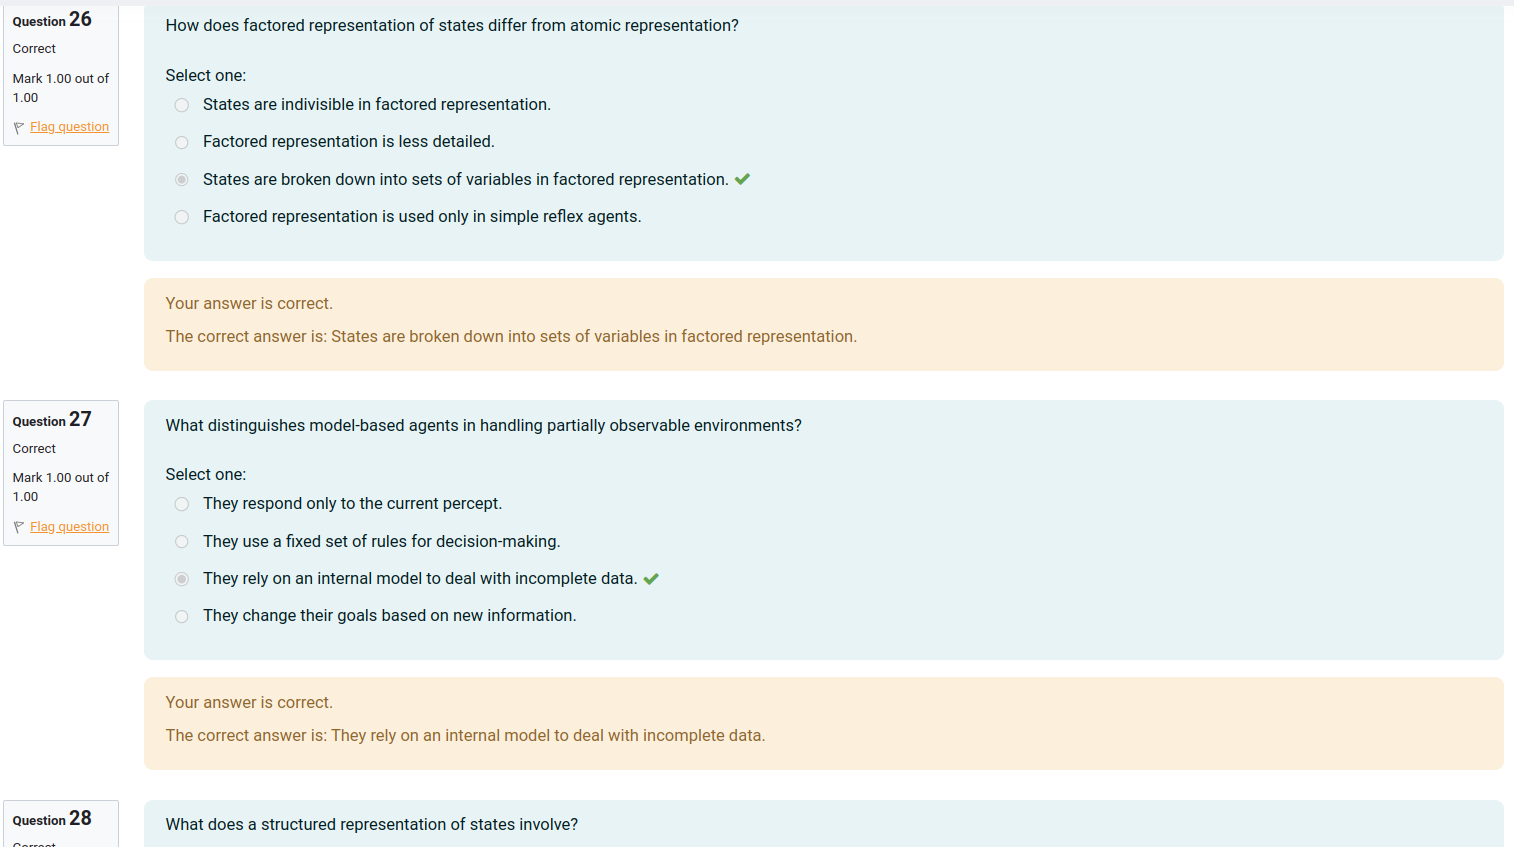 Question 26
Correct
Mark 1.00 out of
1.00
Flag question
How does factored representation of states differ from atomic representation?
Select one:
States are indivisible in factored representation.
Factored representation is less detailed.
States are broken down into sets of variables in factored representation.
Factored representation is used only in simple reflex agents.
Your answer is correct.
The correct answer is: States are broken down into sets of variables in factored representation.
Question 27
Correct
Mark 1.00 out of
1.00
Flag question
What distinguishes model-based agents in handling partially observable environments?
Select one:
They respond only to the current percept.
They use a fixed set of rules for decision-making.
They rely on an internal model to deal with incomplete data.
They change their goals based on new information.
Your answer is correct.
The correct answer is: They rely on an internal model to deal with incomplete data.
Question 28
Correct
What does a structured representation of states involve?